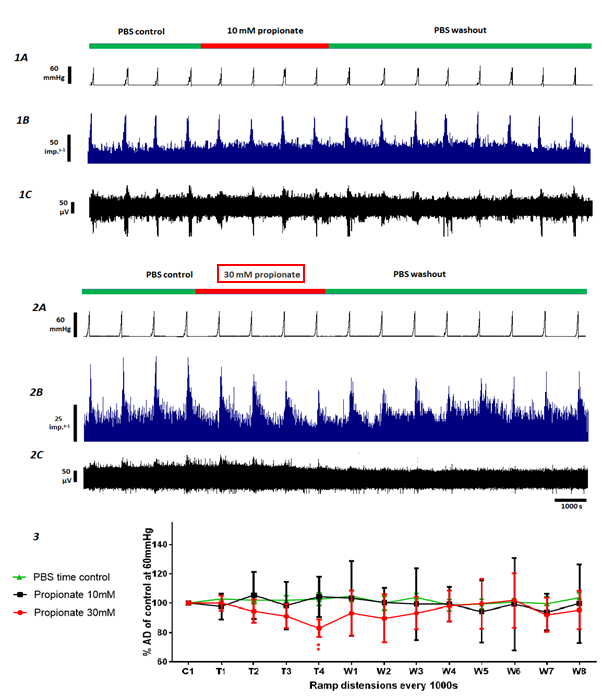 PBS control 10 mM propionate PBS washout
1A
60
mmHg
1B
50
imp.s-1
1C
50
µV
PBS control 30 mM propionate PBS washout
2A
60
mmHg
2B
25
imp.s-1
2C
50
µV
1000 s
3
PBS time control
Propionate 10mM
Propionate 30mM
% AD of control at 60mmHg
140
120
100
80
60
*
*
C1 T1 T2 T3 T4 W1 W2 W3 W4 W5 W6 W7 W8
Ramp distensions every 1000s